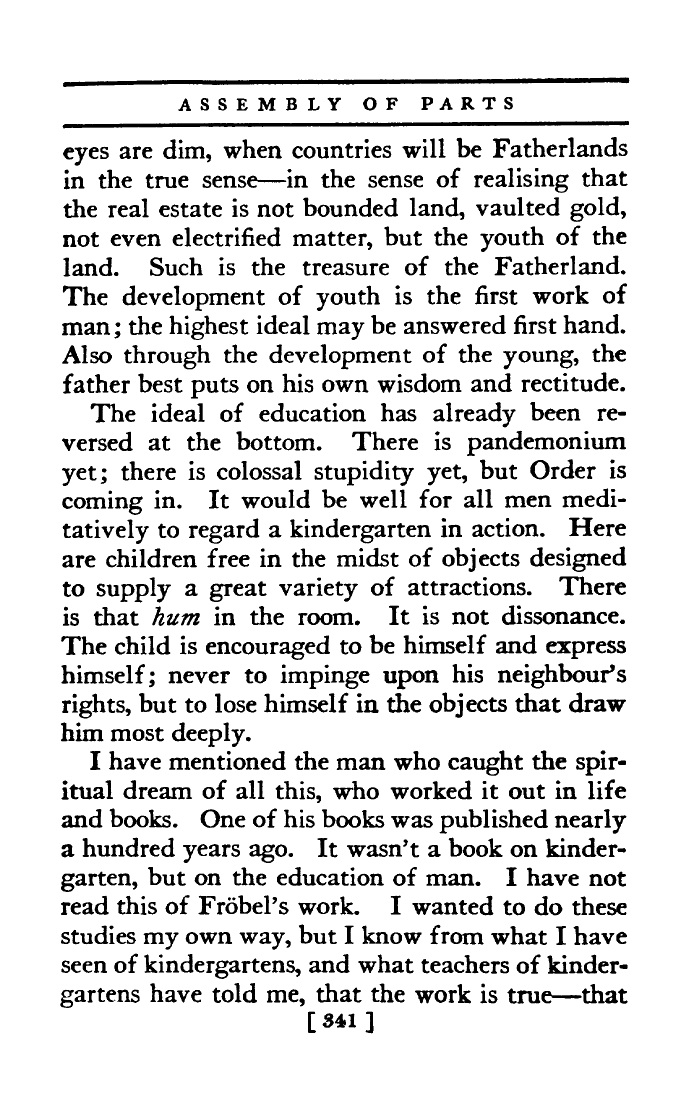 ASSEMBLY OF PARTS
eyes are dim, when countries will be Fatherlands
in the true sense—in the sense of realising that
the real estate is not bounded land, vaulted gold,
not even electrified matter, but the youth of the
land. Such is the treasure of the Fatherland.
The development of youth is the first work of
man; the highest ideal may be answered first hand.
Also through the development of the young, the
father best puts on his own wisdom and rectitude.
The ideal of education has already been re-
versed at the bottom. There is pandemonium
yet; there is colossal stupidity yet, but Order is
coming in. It would be well for all men medi-
tatively to regard a kindergarten in action. Here
are children free in the midst of objects designed
to supply a great variety of attractions. There
is that hum in the room. It is not dissonance.
The child is encouraged to be himself and express
himself; never to impinge upon his neighbour's
rights, but to lose himself in the objects that draw
him most deeply.
I have mentioned the man who caught the spir-
itual dream of all this, who worked it out in life
and books. One of his books was published nearly
a hundred years ago. It wasn't a book on kinder-
garten, but on the education of man. I have not
read this of Fröbel's work. I wanted to do these
studies my own way, but I know from what I have
seen of kindergartens, and what teachers of kinder-
gartens have told me, that the work is true—that
[ 341 ]